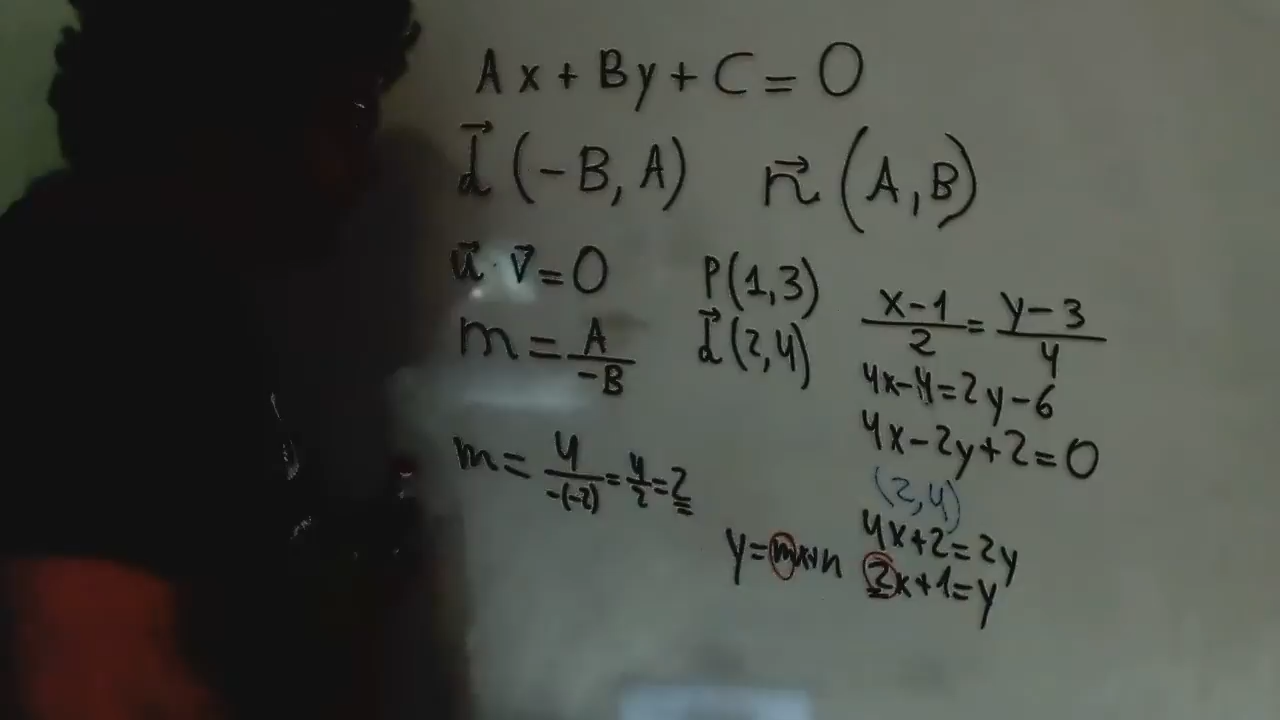 Ax + By + C = 0
d⃗ (-B, A) n⃗ (A, B)
u⃗ · v⃗ = 0
m = A/-B
m = 4/-(-2) = 4/2 = 2
P(1,3)
d⃗ (2,4)
(x-1)/2 = (y-3)/4
4x-4=2y-6
4x-2y+2=0
(2,4)
4x+2=2y
y=mx+n 2x+1=y